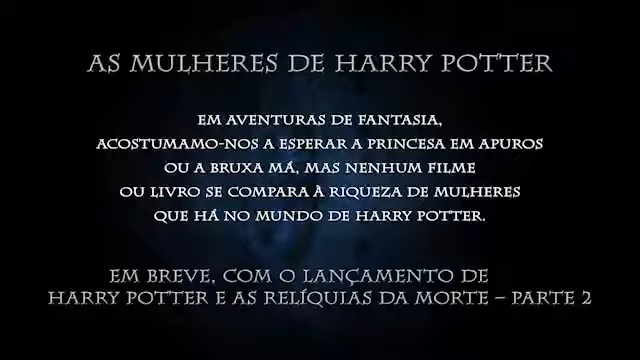 AS MULHERES DE HARRY POTTER
EM AVENTURAS DE FANTASIA,
ACOSTUMAMO-NOS A ESPERAR A PRINCESA EM APUROS
OU A BRUXA MÁ, MAS NENHUM FILME
OU LIVRO SE COMPARA À RIQUEZA DE MULHERES
QUE HÁ NO MUNDO DE HARRY POTTER.
EM BREVE, COM O LANÇAMENTO DE
HARRY POTTER E AS RELÍQUIAS DA MORTE – PARTE 2